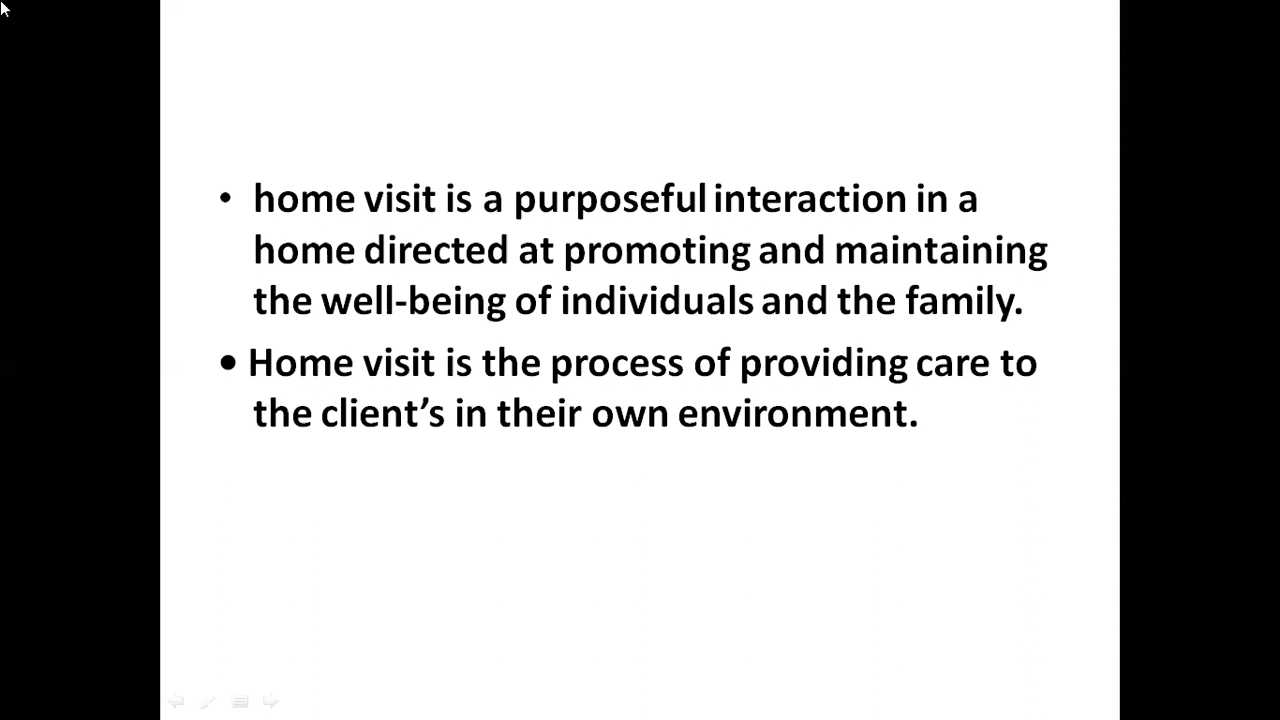 • home visit is a purposeful interaction in a
home directed at promoting and maintaining
the well-being of individuals and the family.
• Home visit is the process of providing care to
the client’s in their own environment.